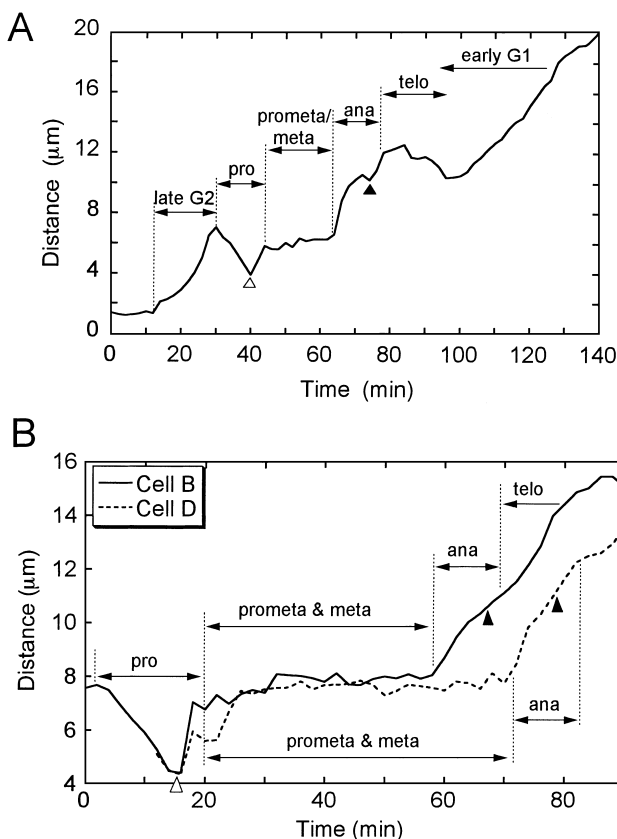 A
20
16
12
8
4
0
Distance (μm)
late G2
pro
prometa/
meta
ana
telo
early G1
0 20 40 60 80 100 120 140
Time (min)
B
16
14
12
10
8
6
4
Distance (μm)
Cell B
Cell D
pro
prometa & meta
ana
telo
prometa & meta
ana
0 20 40 60 80
Time (min)